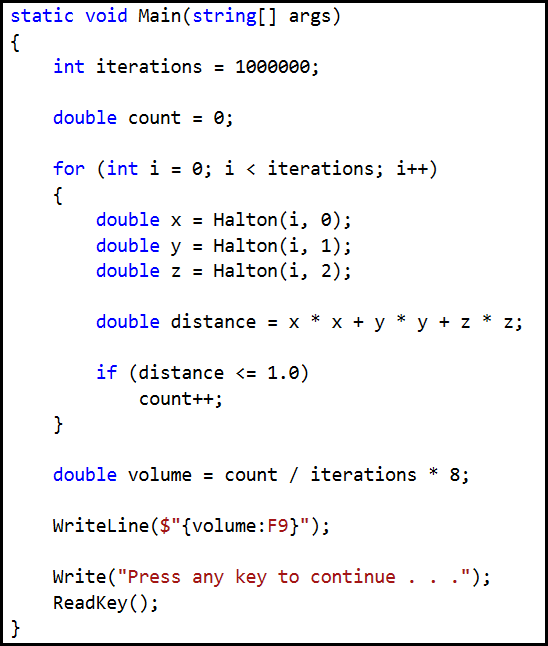 static void Main(string[] args)
{
    int iterations = 1000000;
    double count = 0;
    for (int i = 0; i < iterations; i++)
    {
        double x = Halton(i, 0);
        double y = Halton(i, 1);
        double z = Halton(i, 2);
        double distance = x * x + y * y + z * z;
        if (distance <= 1.0)
            count++;
    }
    double volume = count / iterations * 8;
    WriteLine($"{volume:F9}");
    Write("Press any key to continue . . .");
    ReadKey();
}